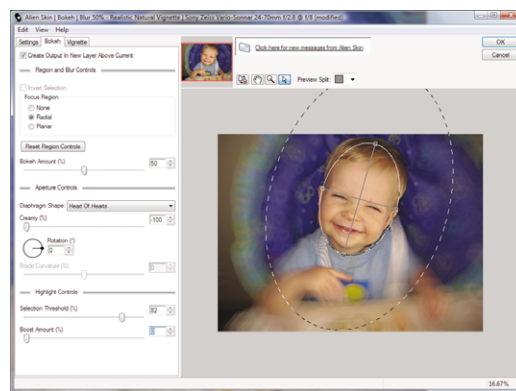 Alien Skin | Bokeh | Blur 50% - Realistic Natural Vignette (Sony Zeiss Vario-Sonnar 24-70mm f/2.8 @ f/8 (modified)
Edit View Help
Settings Bokeh Vignette
Create Output In New Layer Above Current
Region and Blur Controls
Invert Selection
Focus Region
None
Radial
Planar
Reset Region Controls
Bokeh Amount (%) 50
Aperture Controls
Diaphragm Shape: Heart Of Hearts
Creamy (%) -100
Rotation (°)
0
Blade Curvature (%)
Highlight Controls
Selection Threshold (%) 82
Boost Amount (%)
Click here for new messages from Alien Skin
Preview Split:
OK
Cancel
16.67%